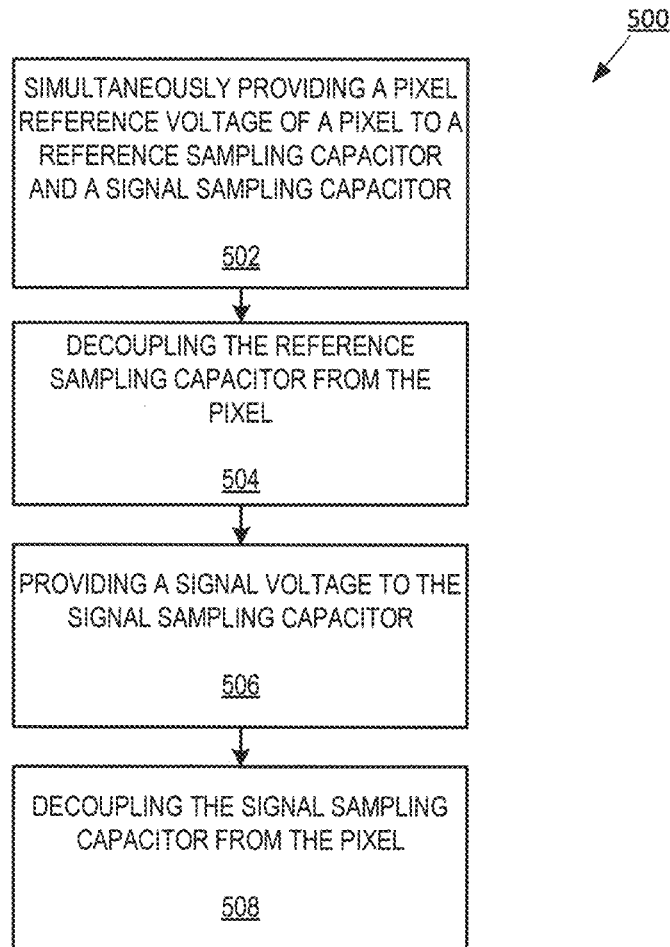 500
SIMULTANEOUSLY PROVIDING A PIXEL
REFERENCE VOLTAGE OF A PIXEL TO A
REFERENCE SAMPLING CAPACITOR
AND A SIGNAL SAMPLING CAPACITOR
502
DECOUPLING THE REFERENCE
SAMPLING CAPACITOR FROM THE
PIXEL
504
PROVIDING A SIGNAL VOLTAGE TO THE
SIGNAL SAMPLING CAPACITOR
506
DECOUPLING THE SIGNAL SAMPLING
CAPACITOR FROM THE PIXEL
508